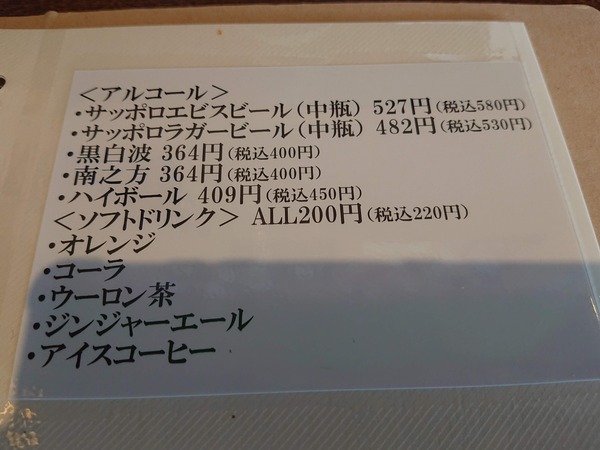 ＜アルコール＞
・サッポロエビスビール（中瓶） 527円（税込580円）
・サッポロラガービール（中瓶） 482円（税込530円）
・黒白波 364円（税込400円）
・南之方 364円（税込400円）
・ハイボール 409円（税込450円）
＜ソフトドリンク＞ ALL200円（税込220円）
・オレンジ
・コーラ
・ウーロン茶
・ジンジャーエール
・アイスコーヒー